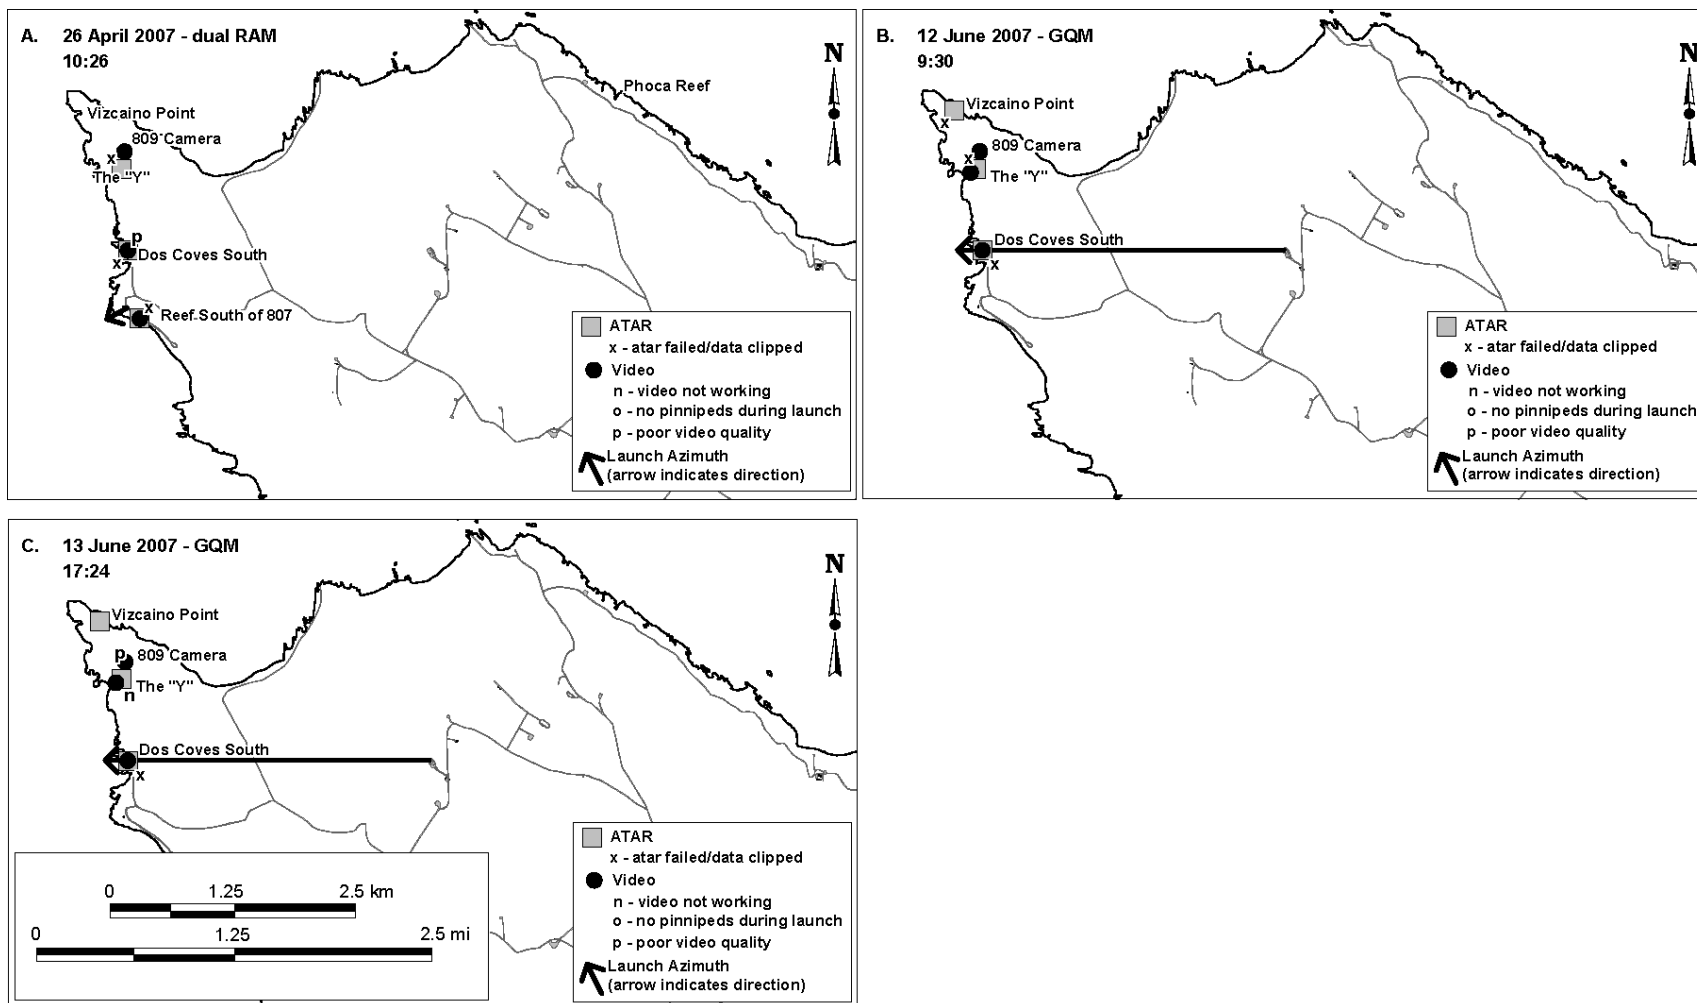 A. 26 April 2007 - dual RAM
10:26
N
Phoca Reef
Vizcaino Point
809 Camera
x
The "Y"
p
Dos Coves South
x
x
Reef South of 807
ATAR
x - atar failed/data clipped
Video
n - video not working
o - no pinnipeds during launch
p - poor video quality
Launch Azimuth
(arrow indicates direction)
B. 12 June 2007 - GQM
9:30
N
Vizcaino Point
x
809 Camera
x
The "Y"
Dos Coves South
x
ATAR
x - atar failed/data clipped
Video
n - video not working
o - no pinnipeds during launch
p - poor video quality
Launch Azimuth
(arrow indicates direction)
C. 13 June 2007 - GQM
17:24
N
Vizcaino Point
p 809 Camera
The "Y"
n
Dos Coves South
x
ATAR
x - atar failed/data clipped
Video
n - video not working
o - no pinnipeds during launch
p - poor video quality
Launch Azimuth
(arrow indicates direction)
0 1.25 2.5 km
0 1.25 2.5 mi